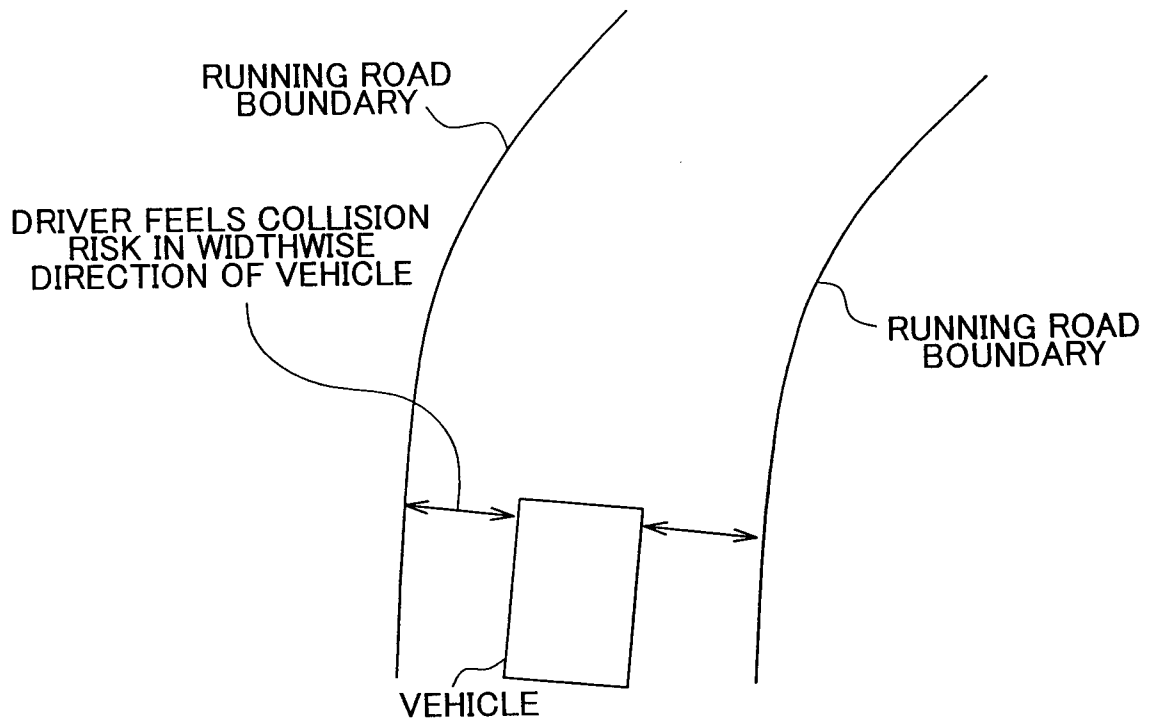 RUNNING ROAD
BOUNDARY
DRIVER FEELS COLLISION
RISK IN WIDTHWISE
DIRECTION OF VEHICLE
RUNNING ROAD
BOUNDARY
VEHICLE